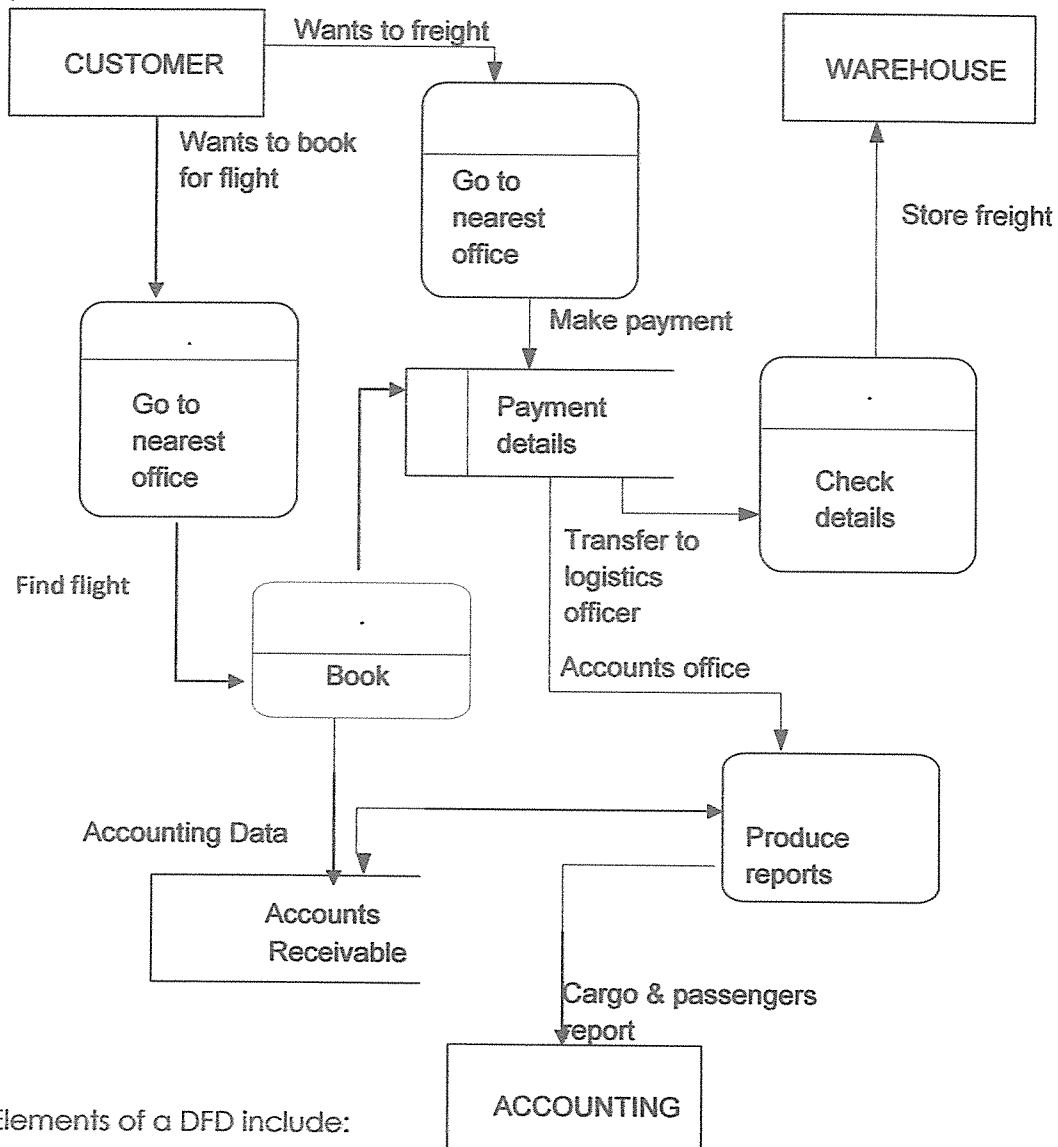 Wants to freight
CUSTOMER
WAREHOUSE
Wants to book
for flight
Go to
nearest
office
Store freight
Make payment
Go to
nearest
office
Payment
details
Check
details
Find flight
Transfer to
logistics
officer
Book
Accounts office
Accounting Data
Produce
reports
Accounts
Receivable
Cargo & passengers
report
ACCOUNTING
Elements of a DFD include: